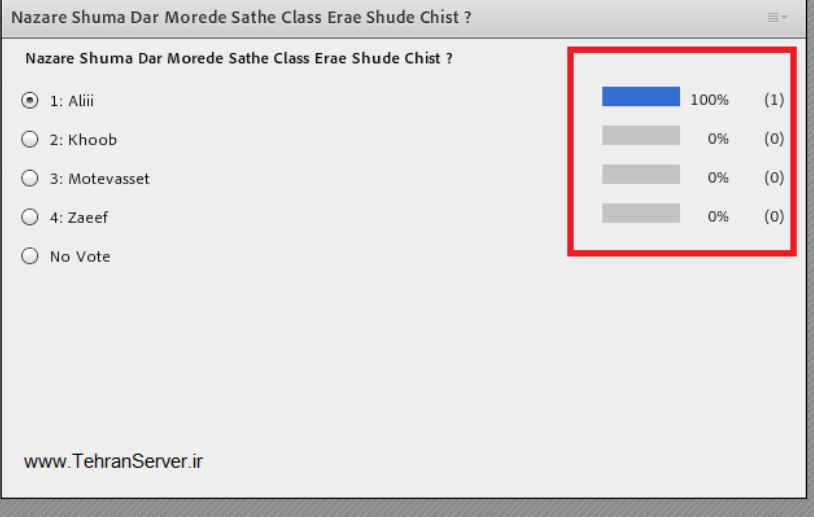 Nazare Shuma Dar Morede Sathe Class Erae Shude Chist ?
Nazare Shuma Dar Morede Sathe Class Erae Shude Chist ?
1: Aliii 100% (1)
2: Khoob 0% (0)
3: Motevasset 0% (0)
4: Zaeef 0% (0)
No Vote
www.TehranServer.ir